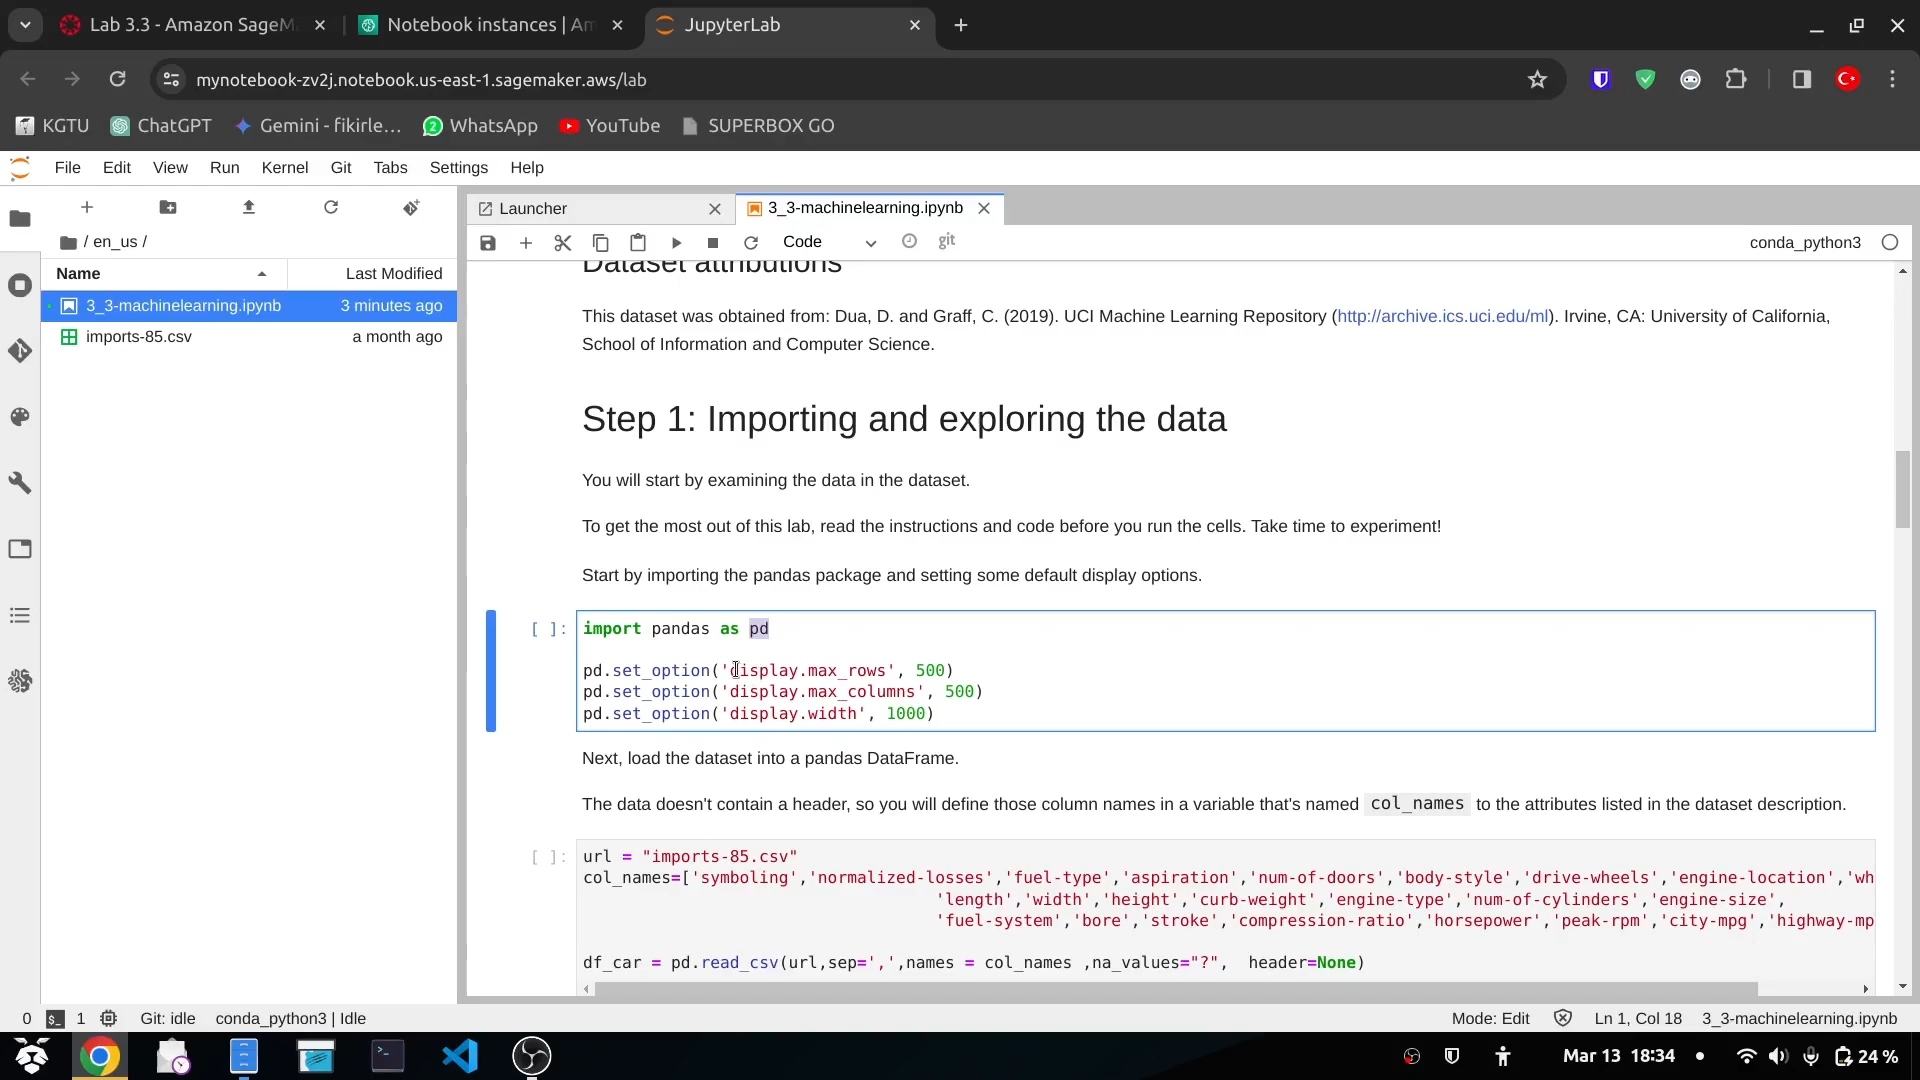 Lab 3.3 - Amazon SageM
Notebook instances | Am
JupyterLab
mynotebook-zv2j.notebook.us-east-1.sagemaker.aws/lab
KGTU
ChatGPT
Gemini - fikirle...
WhatsApp
YouTube
SUPERBOX GO
File Edit View Run Kernel Git Tabs Settings Help
Launcher
3_3-machinelearning.ipynb
/ en_us /
Code
git
conda_python3
Name
Last Modified
3_3-machinelearning.ipynb 3 minutes ago
imports-85.csv a month ago
Dataset attributions
This dataset was obtained from: Dua, D. and Graff, C. (2019). UCI Machine Learning Repository (http://archive.ics.uci.edu/ml). Irvine, CA: University of California,
School of Information and Computer Science.
Step 1: Importing and exploring the data
You will start by examining the data in the dataset.
To get the most out of this lab, read the instructions and code before you run the cells. Take time to experiment!
Start by importing the pandas package and setting some default display options.
[ ]: import pandas as pd
pd.set_option('display.max_rows', 500)
pd.set_option('display.max_columns', 500)
pd.set_option('display.width', 1000)
Next, load the dataset into a pandas DataFrame.
The data doesn't contain a header, so you will define those column names in a variable that's named col_names to the attributes listed in the dataset description.
[ ]: url = "imports-85.csv"
col_names=['symboling','normalized-losses','fuel-type','aspiration','num-of-doors','body-style','drive-wheels','engine-location','wh
'length','width','height','curb-weight','engine-type','num-of-cylinders','engine-size',
'fuel-system','bore','stroke','compression-ratio','horsepower','peak-rpm','city-mpg','highway-mp
df_car = pd.read_csv(url,sep=',',names = col_names ,na_values="?", header=None)
0 $_ 1 Git: idle conda_python3 | Idle
Mode: Edit Ln 1, Col 18 3_3-machinelearning.ipynb
Mar 13 18:34
24 %